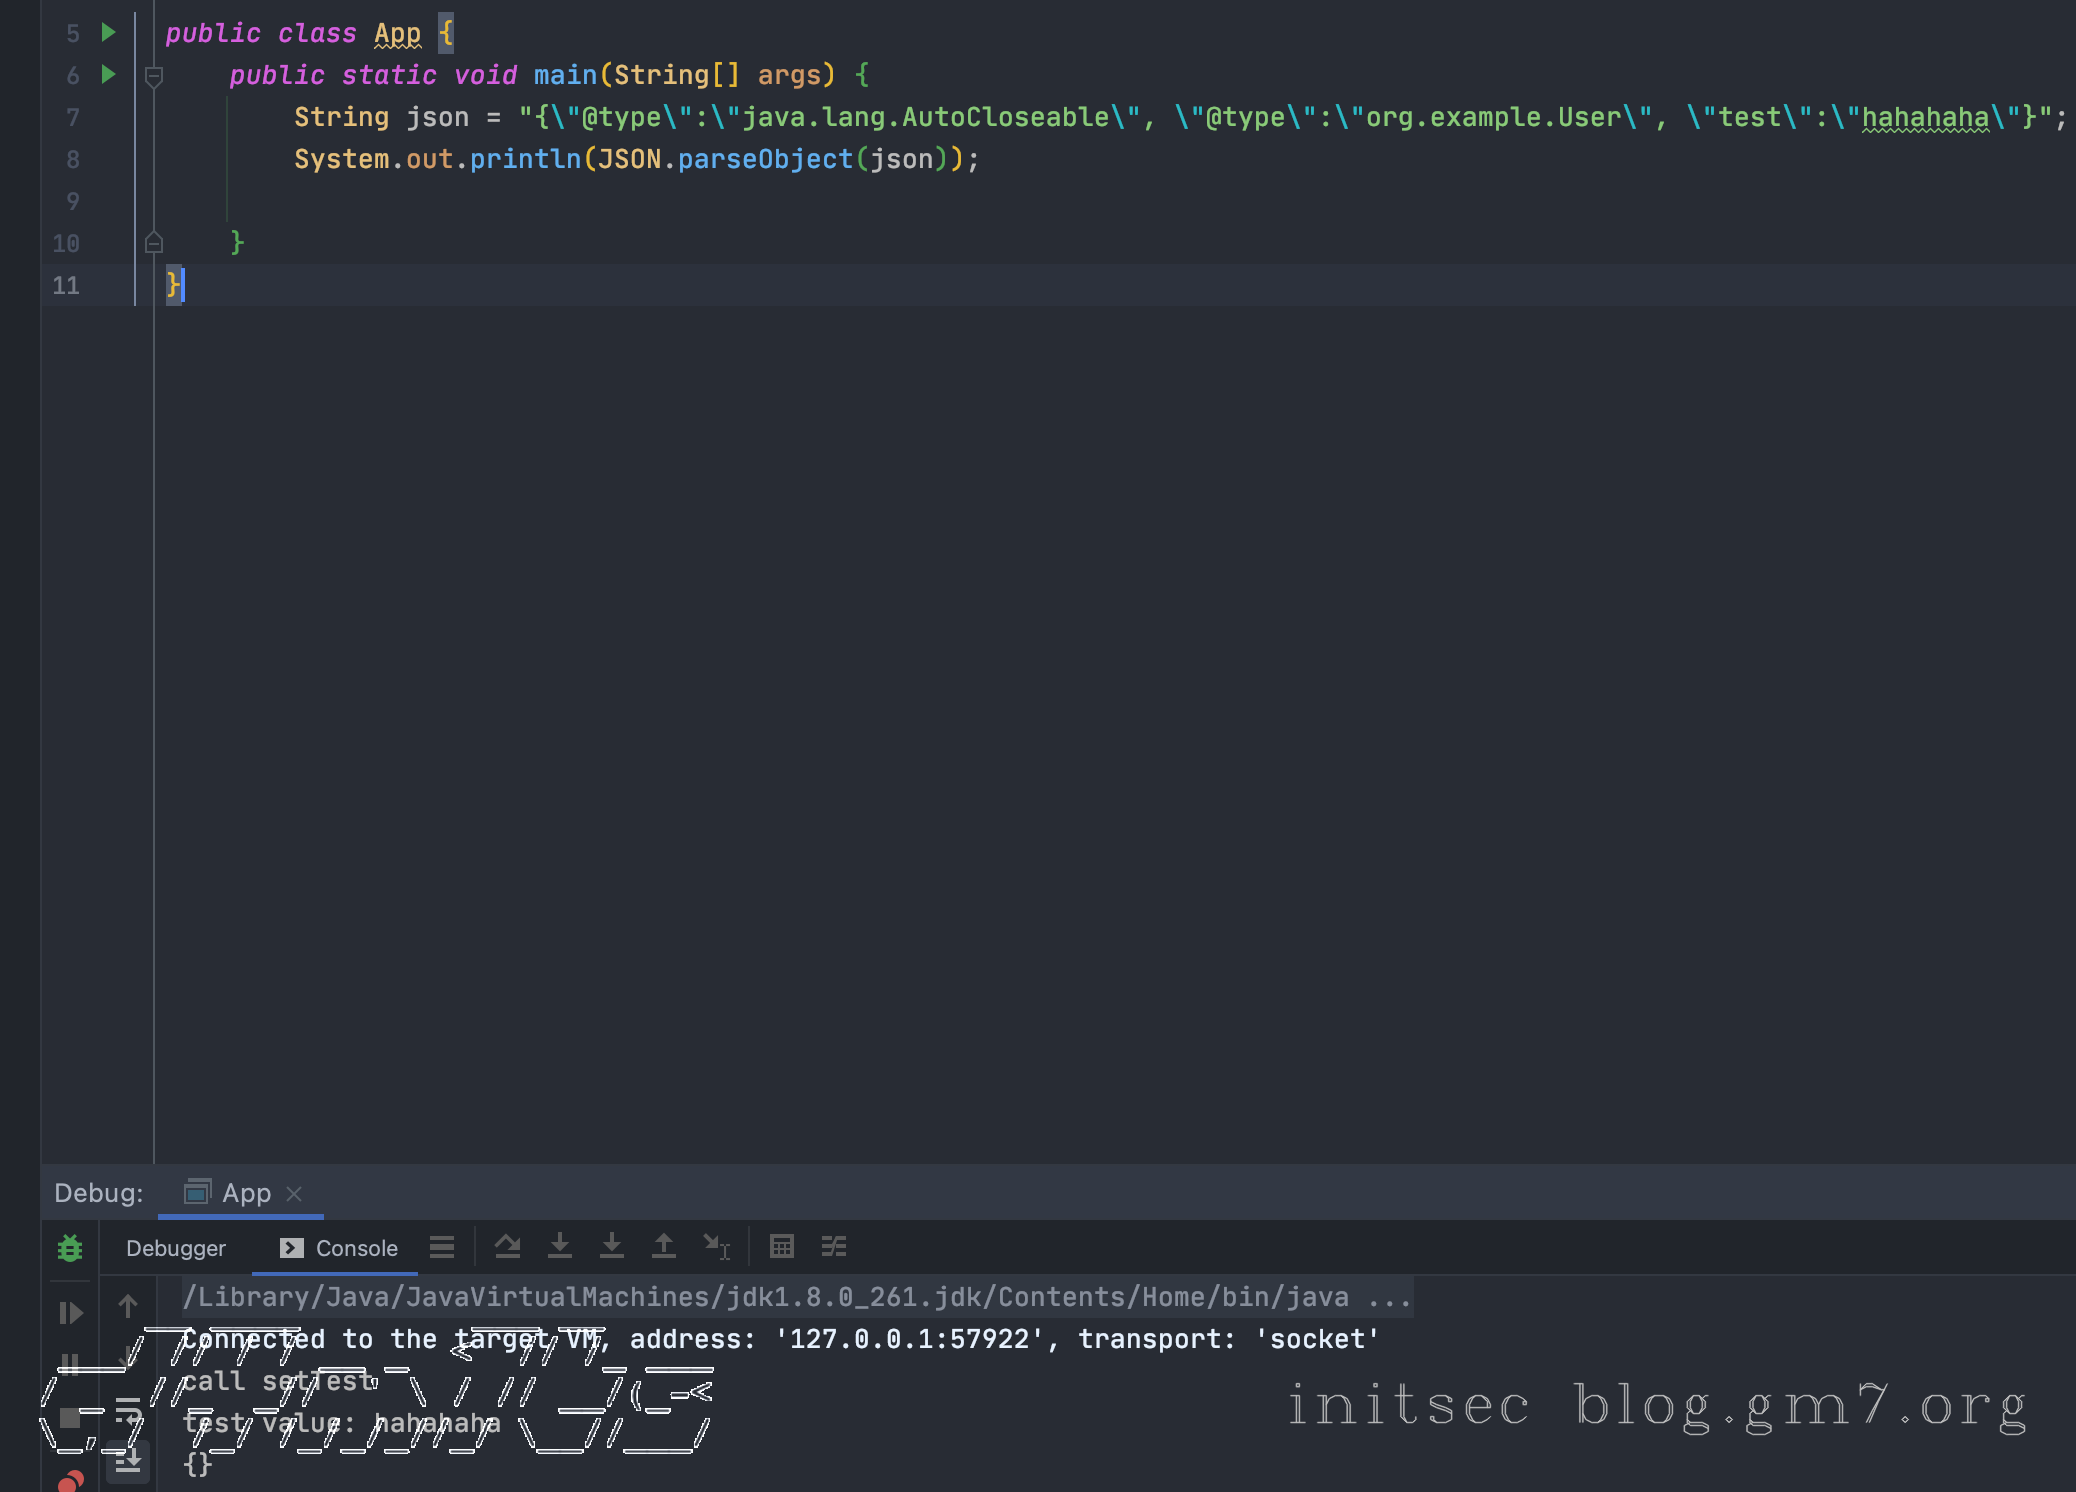 5 public class App {
6 public static void main(String[] args) {
7 String json = "{\"@type\":\"java.lang.AutoCloseable\", \"@type\":\"org.example.User\", \"test\":\"hahahaha\"}";
8 System.out.println(JSON.parseObject(json));
9
10 }
11 }
Debug: App
Debugger Console
/Library/Java/JavaVirtualMachines/jdk1.8.0_261.jdk/Contents/Home/bin/java ...
Connected to the target VM, address: '127.0.0.1:57922', transport: 'socket'
call setTest
test value: hahahaha
{}
initsec blog.gm7.org